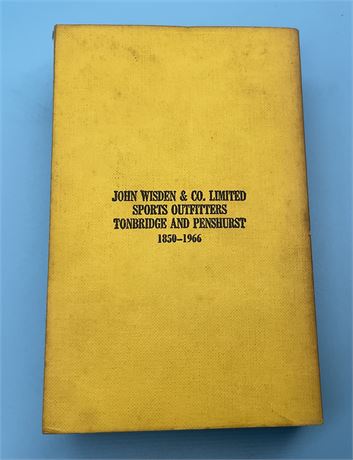 JOHN WISDEN & CO. LIMITED
SPORTS OUTFITTERS
TONBRIDGE AND PENSHURST
1850–1966